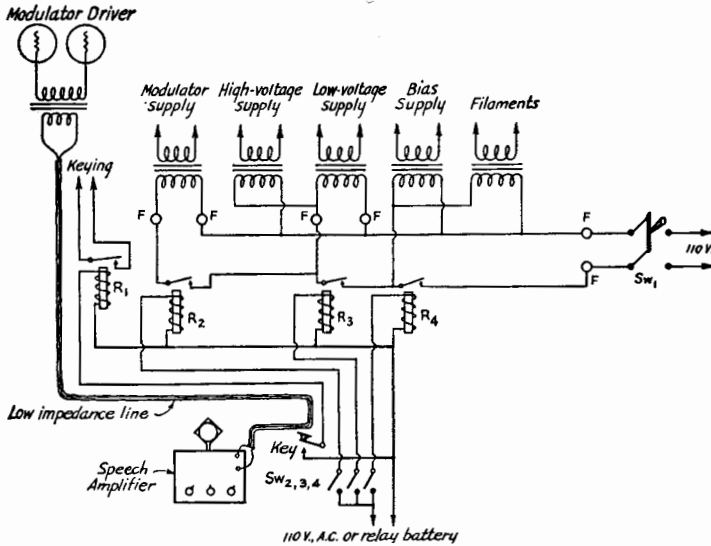 Modulator Driver
Modulator supply
High-voltage supply
Low-voltage supply
Bias Supply
Filaments
Keying
F
F
F
F
F
110 V.
F
Sw1
R1
R2
R3
R4
Low impedance line
Key
Speech Amplifier
Sw2,3,4
110 V., A.C. or relay battery